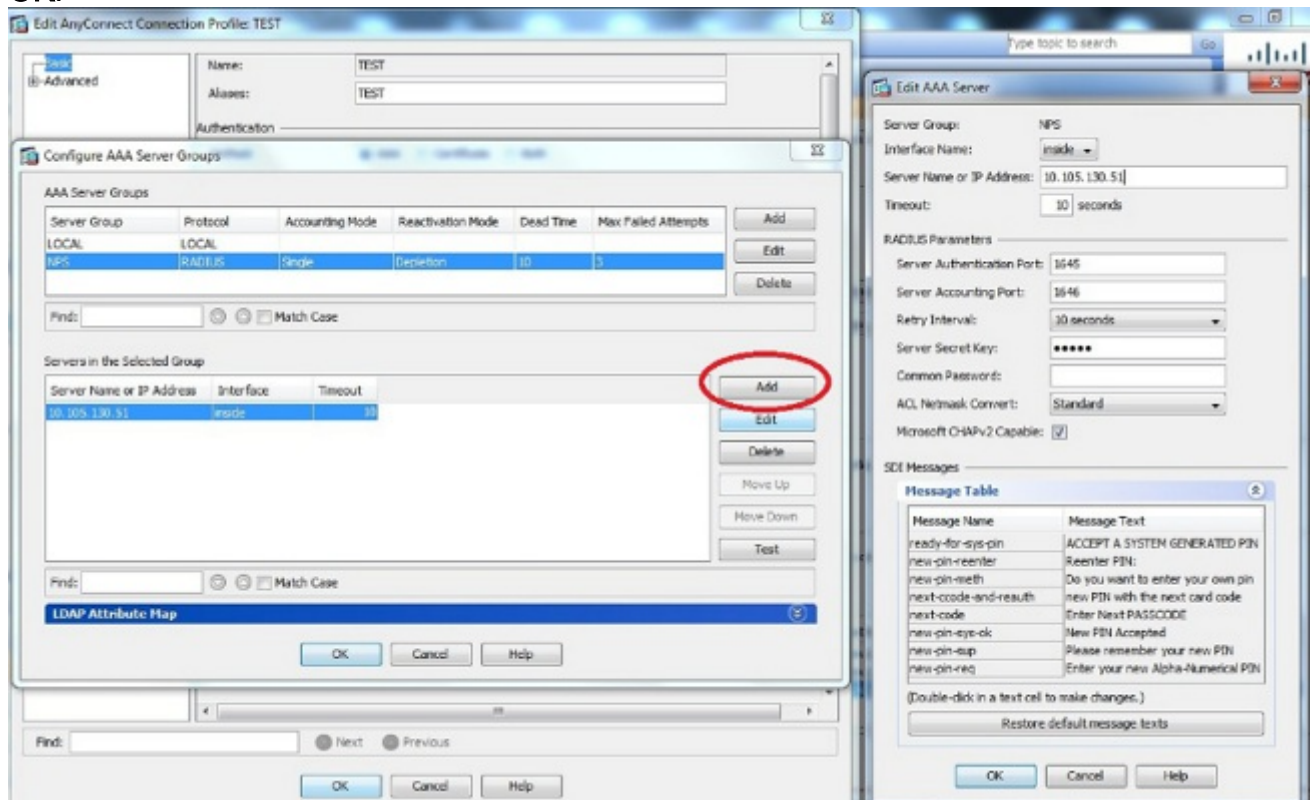 Edit AnyConnect Connection Profile: TEST
Type topic to search
Go
Basic
Advanced
Name:
TEST
Aliases:
TEST
Authentication
Configure AAA Server Groups
AAA Server Groups
Server Group Protocol Accounting Mode Reactivation Mode Dead Time Max Failed Attempts
LOCAL LOCAL
NPS RADIUS Single Depletion 10 3
Add
Edit
Delete
Find:
Match Case
Servers in the Selected Group
Server Name or IP Address Interface Timeout
10.105.130.51 inside 10
Add
Edit
Delete
Move Up
Move Down
Test
Find:
Match Case
LDAP Attribute Map
OK Cancel Help
Find:
Next Previous
OK Cancel Help
Edit AAA Server
Server Group: NPS
Interface Name: inside
Server Name or IP Address: 10.105.130.51
Timeout: 10 seconds
RADIUS Parameters
Server Authentication Port: 1645
Server Accounting Port: 1646
Retry Interval: 10 seconds
Server Secret Key: •••••
Common Password:
ACL Netmask Convert: Standard
Microsoft CHAPv2 Capable:
SDI Messages
Message Table
Message Name Message Text
ready-for-sys-pin ACCEPT A SYSTEM GENERATED PIN
new-pin-reenter Reenter PIN:
new-pin-meth Do you want to enter your own pin
next-ccode-and-reauth new PIN with the next card code
next-code Enter Next PASSCODE
new-pin-sys-ok New PIN Accepted
new-pin-sup Please remember your new PIN
new-pin-req Enter your new Alpha-Numerical PIN
(Double-click in a text cell to make changes.)
Restore default message texts
OK Cancel Help